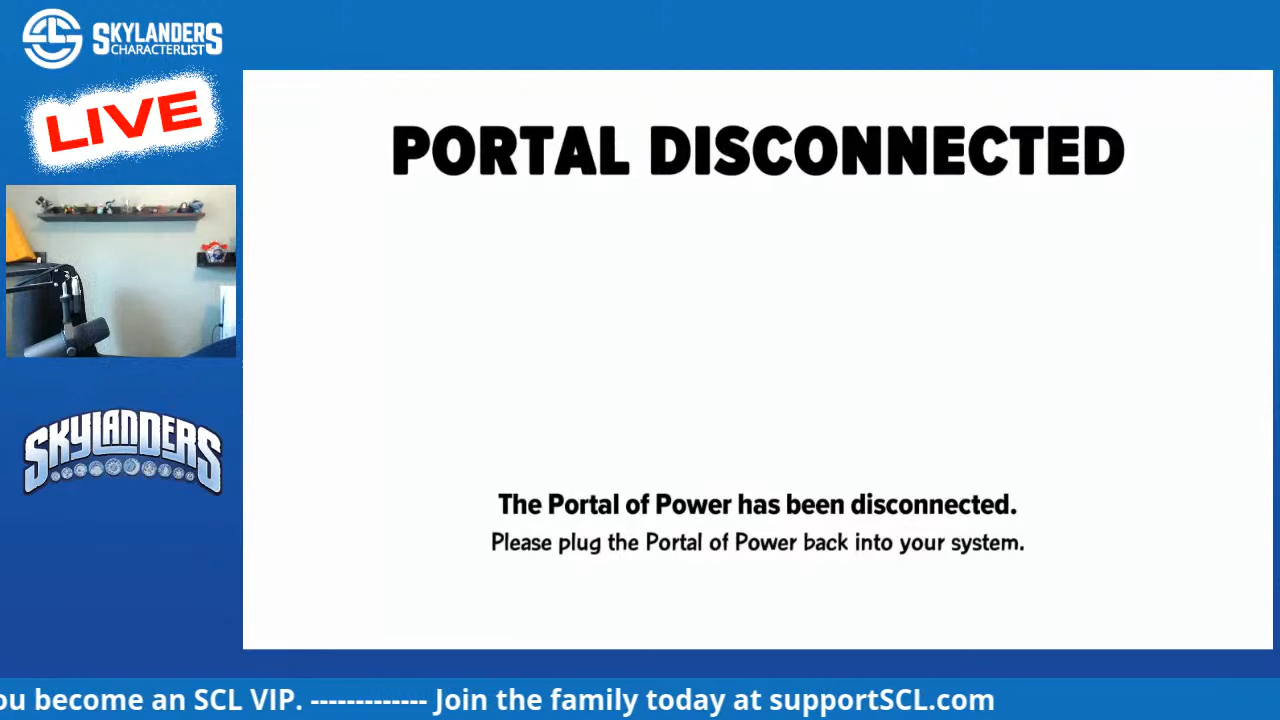 SKYLANDERS
CHARACTERLIST
LIVE
PORTAL DISCONNECTED
SKYLANDERS
The Portal of Power has been disconnected.
Please plug the Portal of Power back into your system.
ou become an SCL VIP. ------------- Join the family today at supportSCL.com